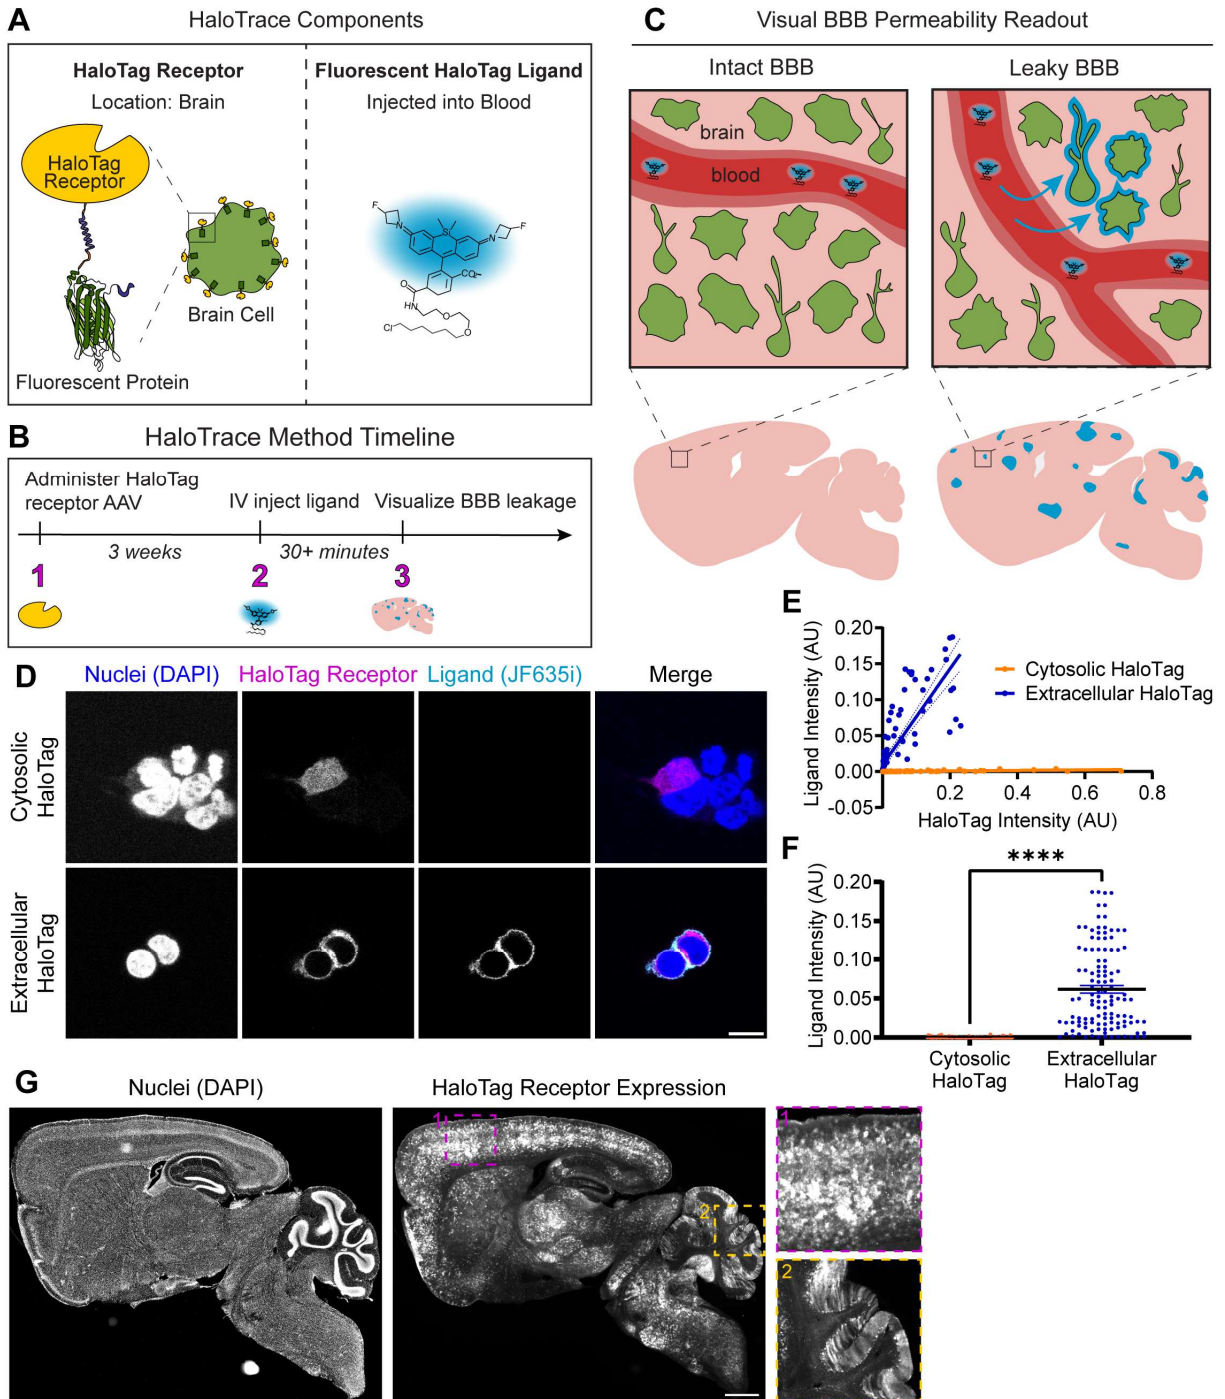 A
HaloTrace Components
HaloTag Receptor
Location: Brain
HaloTag
Receptor
Brain Cell
Fluorescent Protein
Fluorescent HaloTag Ligand
Injected into Blood
F
F
Si
N
N
O
HN
O
O
Cl
B
HaloTrace Method Timeline
Administer HaloTag
receptor AAV
IV inject ligand
Visualize BBB leakage
3 weeks
30+ minutes
1
2
3
C
Visual BBB Permeability Readout
Intact BBB
Leaky BBB
brain
blood
D
Nuclei (DAPI)
HaloTag Receptor
Ligand (JF635i)
Merge
Cytosolic
HaloTag
Extracellular
HaloTag
E
Ligand Intensity (AU)
0.20
0.15
0.10
0.05
0.00
-0.05
0.2
0.4
0.6
0.8
HaloTag Intensity (AU)
Cytosolic HaloTag
Extracellular HaloTag
F
Ligand Intensity (AU)
0.20
0.15
0.10
0.05
0.00
****
Cytosolic
HaloTag
Extracellular
HaloTag
G
Nuclei (DAPI)
HaloTag Receptor Expression
1
2
1
2